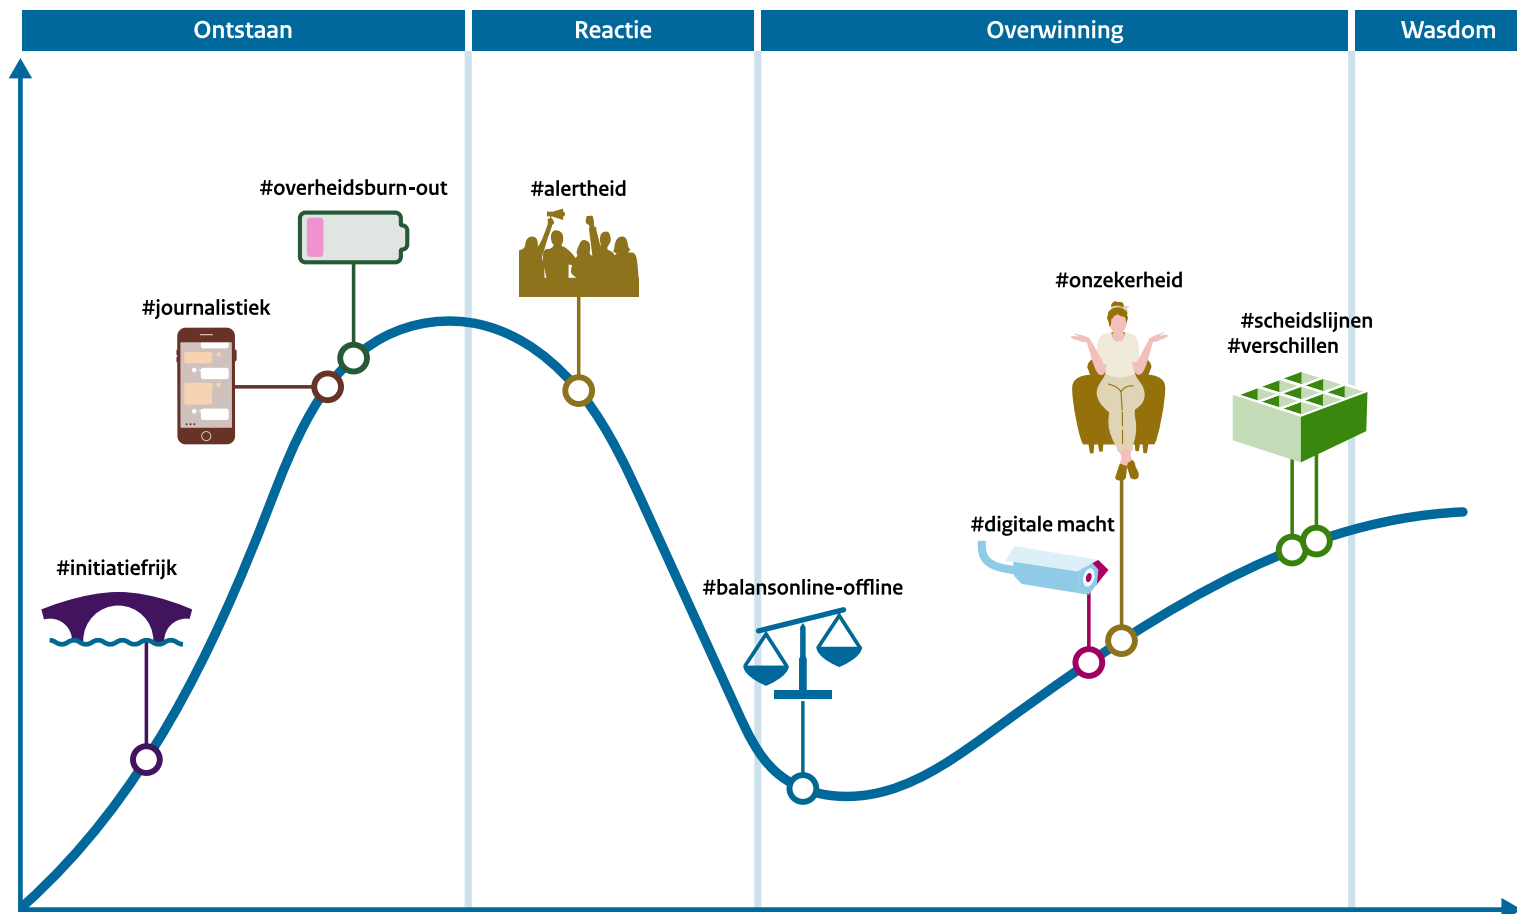 Ontstaan
Reactie
Overwinning
Wasdom
#overheidsburn-out
#alertheid
#onzekerheid
#journalistiek
#scheidslijnen
#verschillen
#digitale macht
#initiatiefrijk
#balansonline-offline